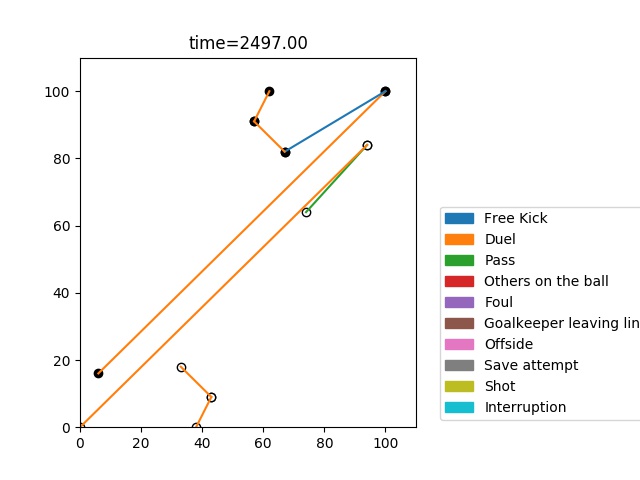 time=2497.00
100
80
60
40
20
0
0 20 40 60 80 100
Free Kick
Duel
Pass
Others on the ball
Foul
Goalkeeper leaving lin
Offside
Save attempt
Shot
Interruption